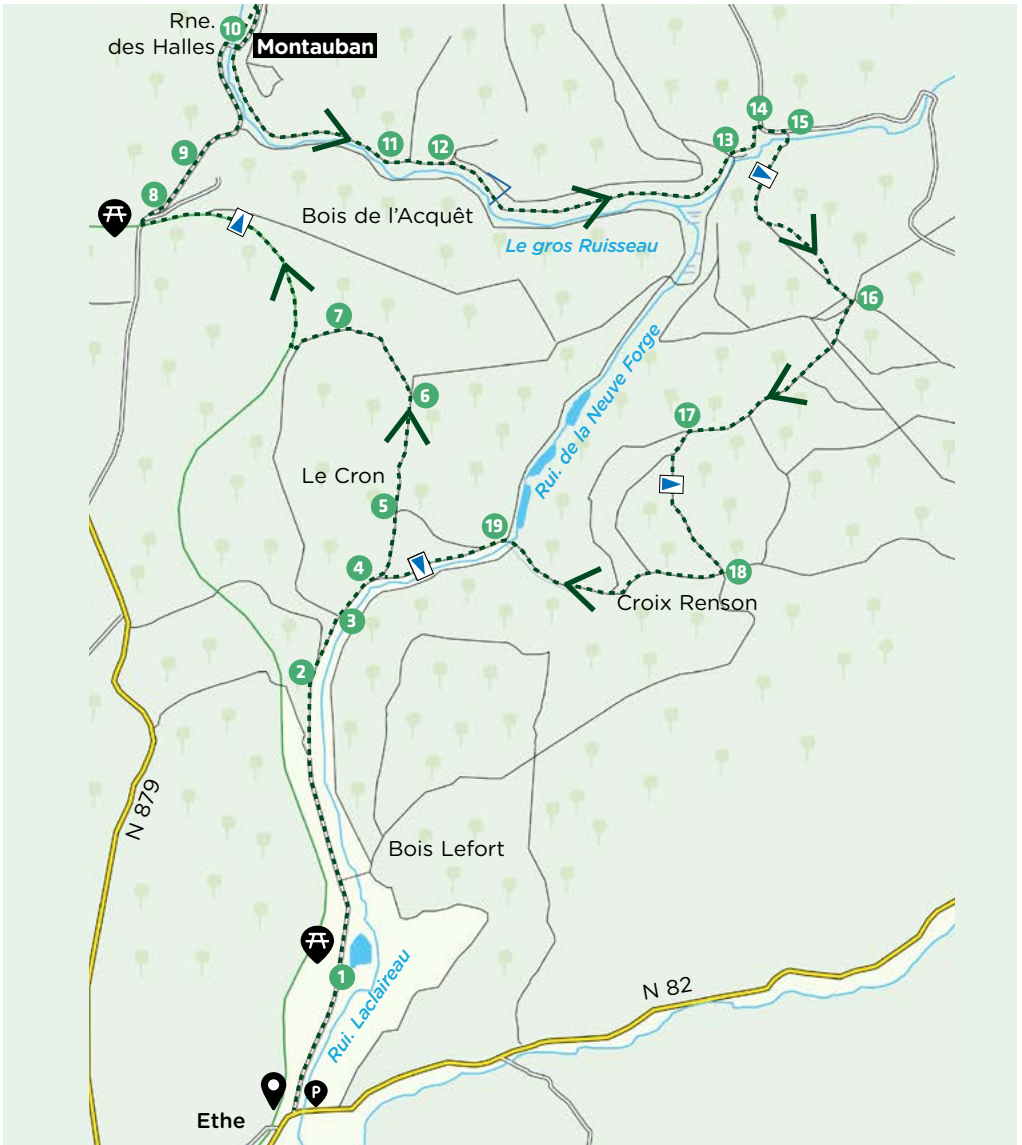 Rne.
des Halles
10
Montauban
9
8
11
12
13
14
15
Bois de l'Acquêt
Le gros Ruisseau
16
7
6
17
Rui. de la Neuve Forge
Le Cron
5
19
4
18
Croix Renson
3
2
N 879
Bois Lefort
1
Rui. Laclaireau
N 82
P
Ethe